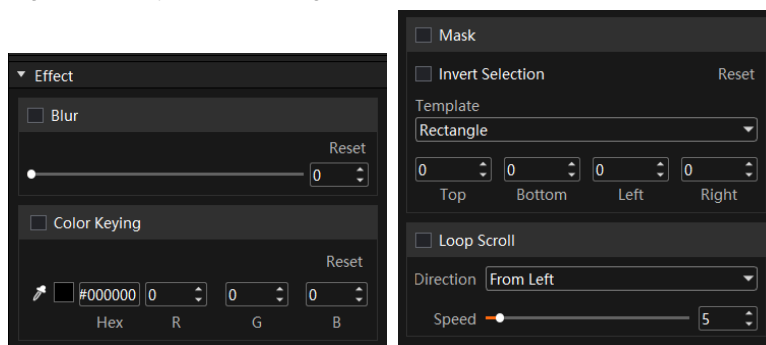 Effect
Blur
Reset
0
Color Keying
Reset
#000000 0 0 0
Hex R G B
Mask
Invert Selection Reset
Template
Rectangle
0 0 0 0
Top Bottom Left Right
Loop Scroll
Direction From Left
Speed 5